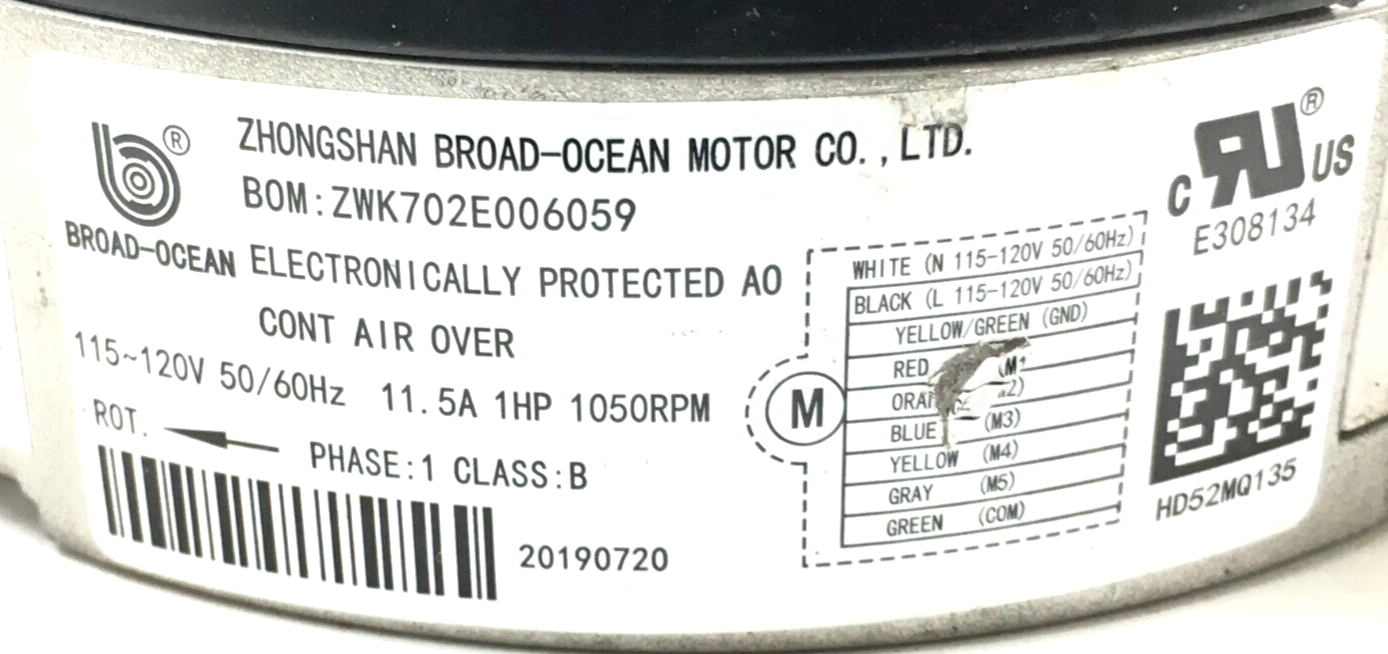 ZHONGSHAN BROAD-OCEAN MOTOR CO., LTD.
BOM:ZWK702E006059
BROAD-OCEAN
ELECTRONICALLY PROTECTED AO
CONT AIR OVER
115~120V 50/60Hz 11.5A 1HP 1050RPM
ROT.
PHASE:1 CLASS:B
20190720
M
WHITE (N 115-120V 50/60Hz)
BLACK (L 115-120V 50/60Hz)
YELLOW/GREEN (GND)
RED
BLUE (M3)
YELLOW (M4)
GRAY (M5)
GREEN (COM)
®
®
C RU US
E308134
HD52MQ135